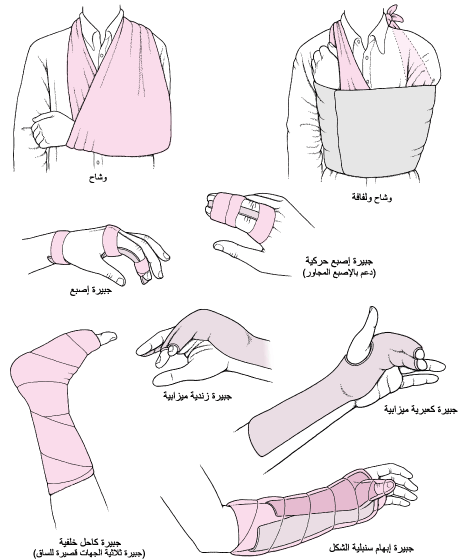 وشاح
وشاح ولفافة
جبيرة إصبع حركية
(دعم بالإصبع المجاور)
جبيرة إصبع
جبيرة زندية ميزابية
جبيرة كعبرية ميزابية
جبيرة كاحل خلفية
(جبيرة ثلاثية الجهات قصيرة للساق)
جبيرة إبهام سنبلية الشكل